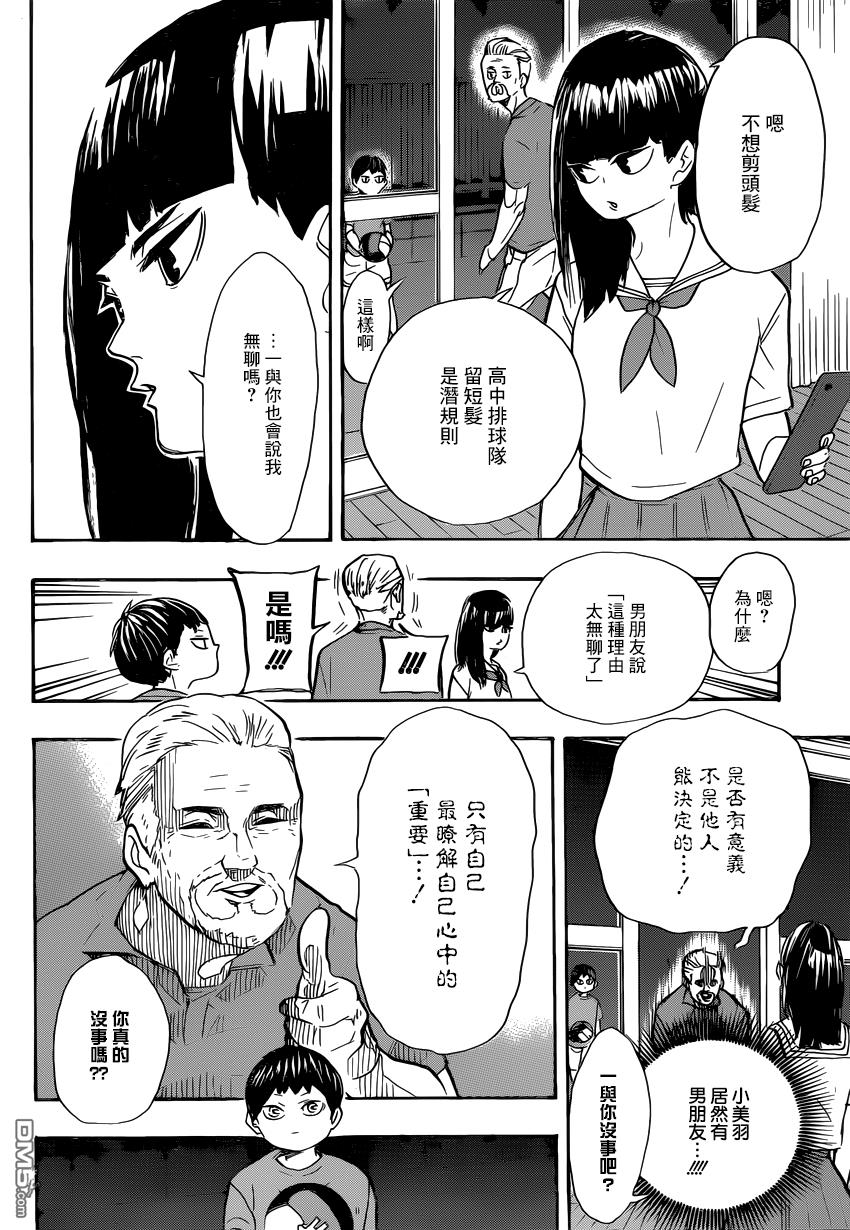 嗯
不想剪頭髮
這樣啊
高中排球隊
留短髮
是潛規則
…一與你也會說我
無聊嗎？
嗯？
為什麼
男朋友說
「這種理由
太無聊了」
!!!
是嗎
!!!
是否有意義
不是他人
能決定的…！
小美羽
居然有
男朋友…!!!!
一與你沒事吧？
只有自己
最暸解自己心中的
「重要」…！
你真的
沒事嗎??
DM5.com